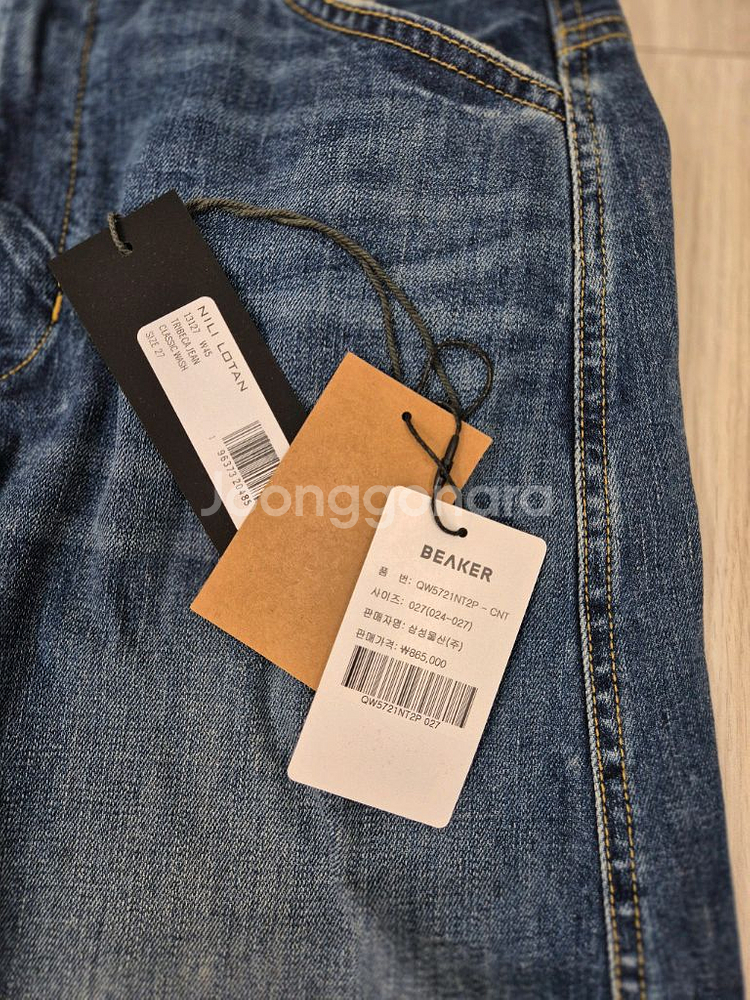 NILI LOTAN
13127 W45
TRIBECA JEAN
CLASSIC WASH
SIZE 27
96373 20485
Joonggonara
BEAKER
품 번: QW5721NT2P - CNT
사이즈: 027(024~027)
판매자명: 삼성물산(주)
판매가격: ₩865,000
QW5721NT2P 027